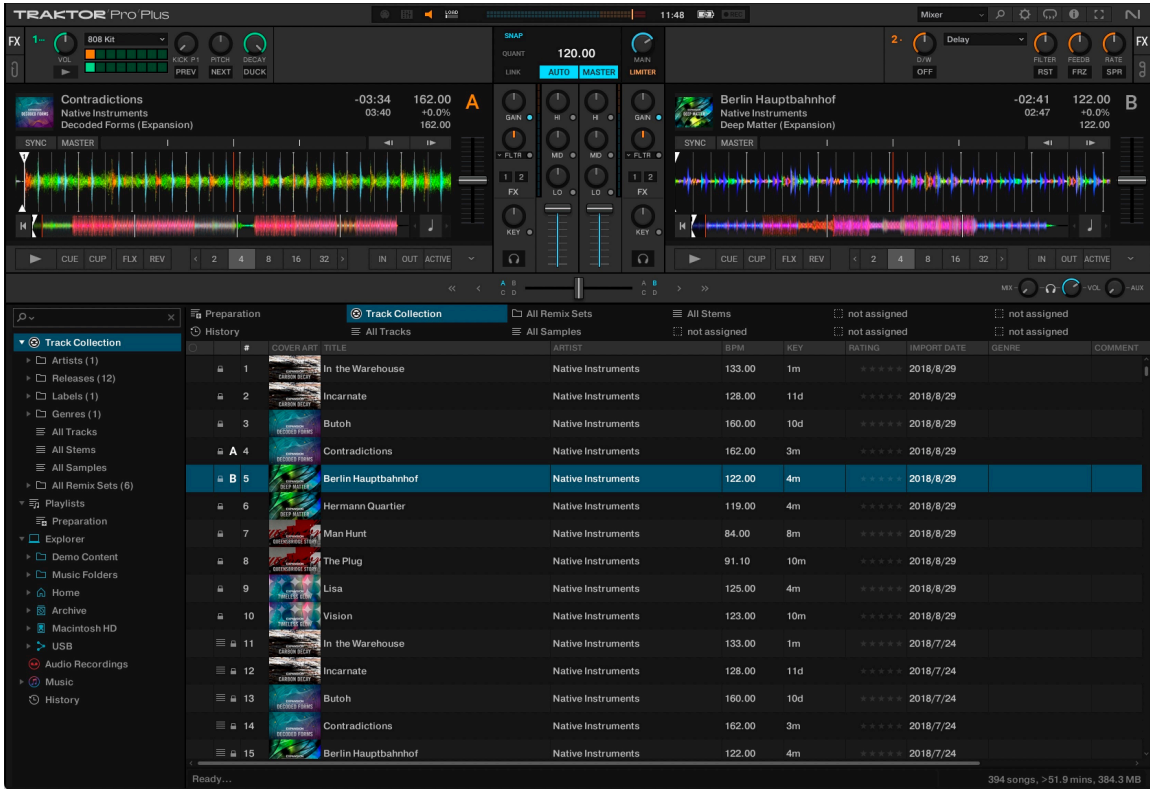 TRAKTOR Pro Plus
LOAD
11:48
Mixer
FX
1
VOL
808 Kit
KICK P1
PITCH
DECAY
PREV
NEXT
DUCK
SNAP
QUANT
120.00
MAIN
LINK
AUTO
MASTER
LIMITER
2
D/W
OFF
Delay
FILTER
FEEDB
RATE
RST
FRZ
SPR
FX
Contradictions
Native Instruments
Decoded Forms (Expansion)
-03:34
03:40
162.00
+0.0%
162.00
A
SYNC
MASTER
GAIN
HI
HI
GAIN
FLTR
MID
MID
FLTR
1 2
FX
LO
LO
1 2
FX
KEY
KEY
Berlin Hauptbahnhof
Native Instruments
Deep Matter (Expansion)
-02:41
02:47
122.00
+0.0%
122.00
B
SYNC
MASTER
CUE CUP FLX REV < 2 4 8 16 32 > IN OUT ACTIVE
CUE CUP FLX REV < 2 4 8 16 32 > IN OUT ACTIVE
A B
C D
A B
C D
MIX
VOL
AUX
Track Collection
Artists (1)
Releases (12)
Labels (1)
Genres (1)
All Tracks
All Stems
All Samples
All Remix Sets (6)
Playlists
Preparation
Explorer
Demo Content
Music Folders
Home
Archive
Macintosh HD
USB
Audio Recordings
Music
History
Preparation Track Collection All Remix Sets All Stems not assigned not assigned
History All Tracks All Samples not assigned not assigned not assigned
# COVER ART TITLE ARTIST BPM KEY RATING IMPORT DATE GENRE COMMENT
1 In the Warehouse Native Instruments 133.00 1m 2018/8/29
2 Incarnate Native Instruments 128.00 11d 2018/8/29
3 Butoh Native Instruments 160.00 10d 2018/8/29
A 4 Contradictions Native Instruments 162.00 3m 2018/8/29
B 5 Berlin Hauptbahnhof Native Instruments 122.00 4m 2018/8/29
6 Hermann Quartier Native Instruments 119.00 4m 2018/8/29
7 Man Hunt Native Instruments 84.00 8m 2018/8/29
8 The Plug Native Instruments 91.10 10m 2018/8/29
9 Lisa Native Instruments 125.00 4m 2018/8/29
10 Vision Native Instruments 123.00 10m 2018/8/29
11 In the Warehouse Native Instruments 133.00 1m 2018/7/24
12 Incarnate Native Instruments 128.00 11d 2018/7/24
13 Butoh Native Instruments 160.00 10d 2018/7/24
14 Contradictions Native Instruments 162.00 3m 2018/7/24
15 Berlin Hauptbahnhof Native Instruments 122.00 4m 2018/7/24
Ready...
394 songs, >51.9 mins, 384.3 MB